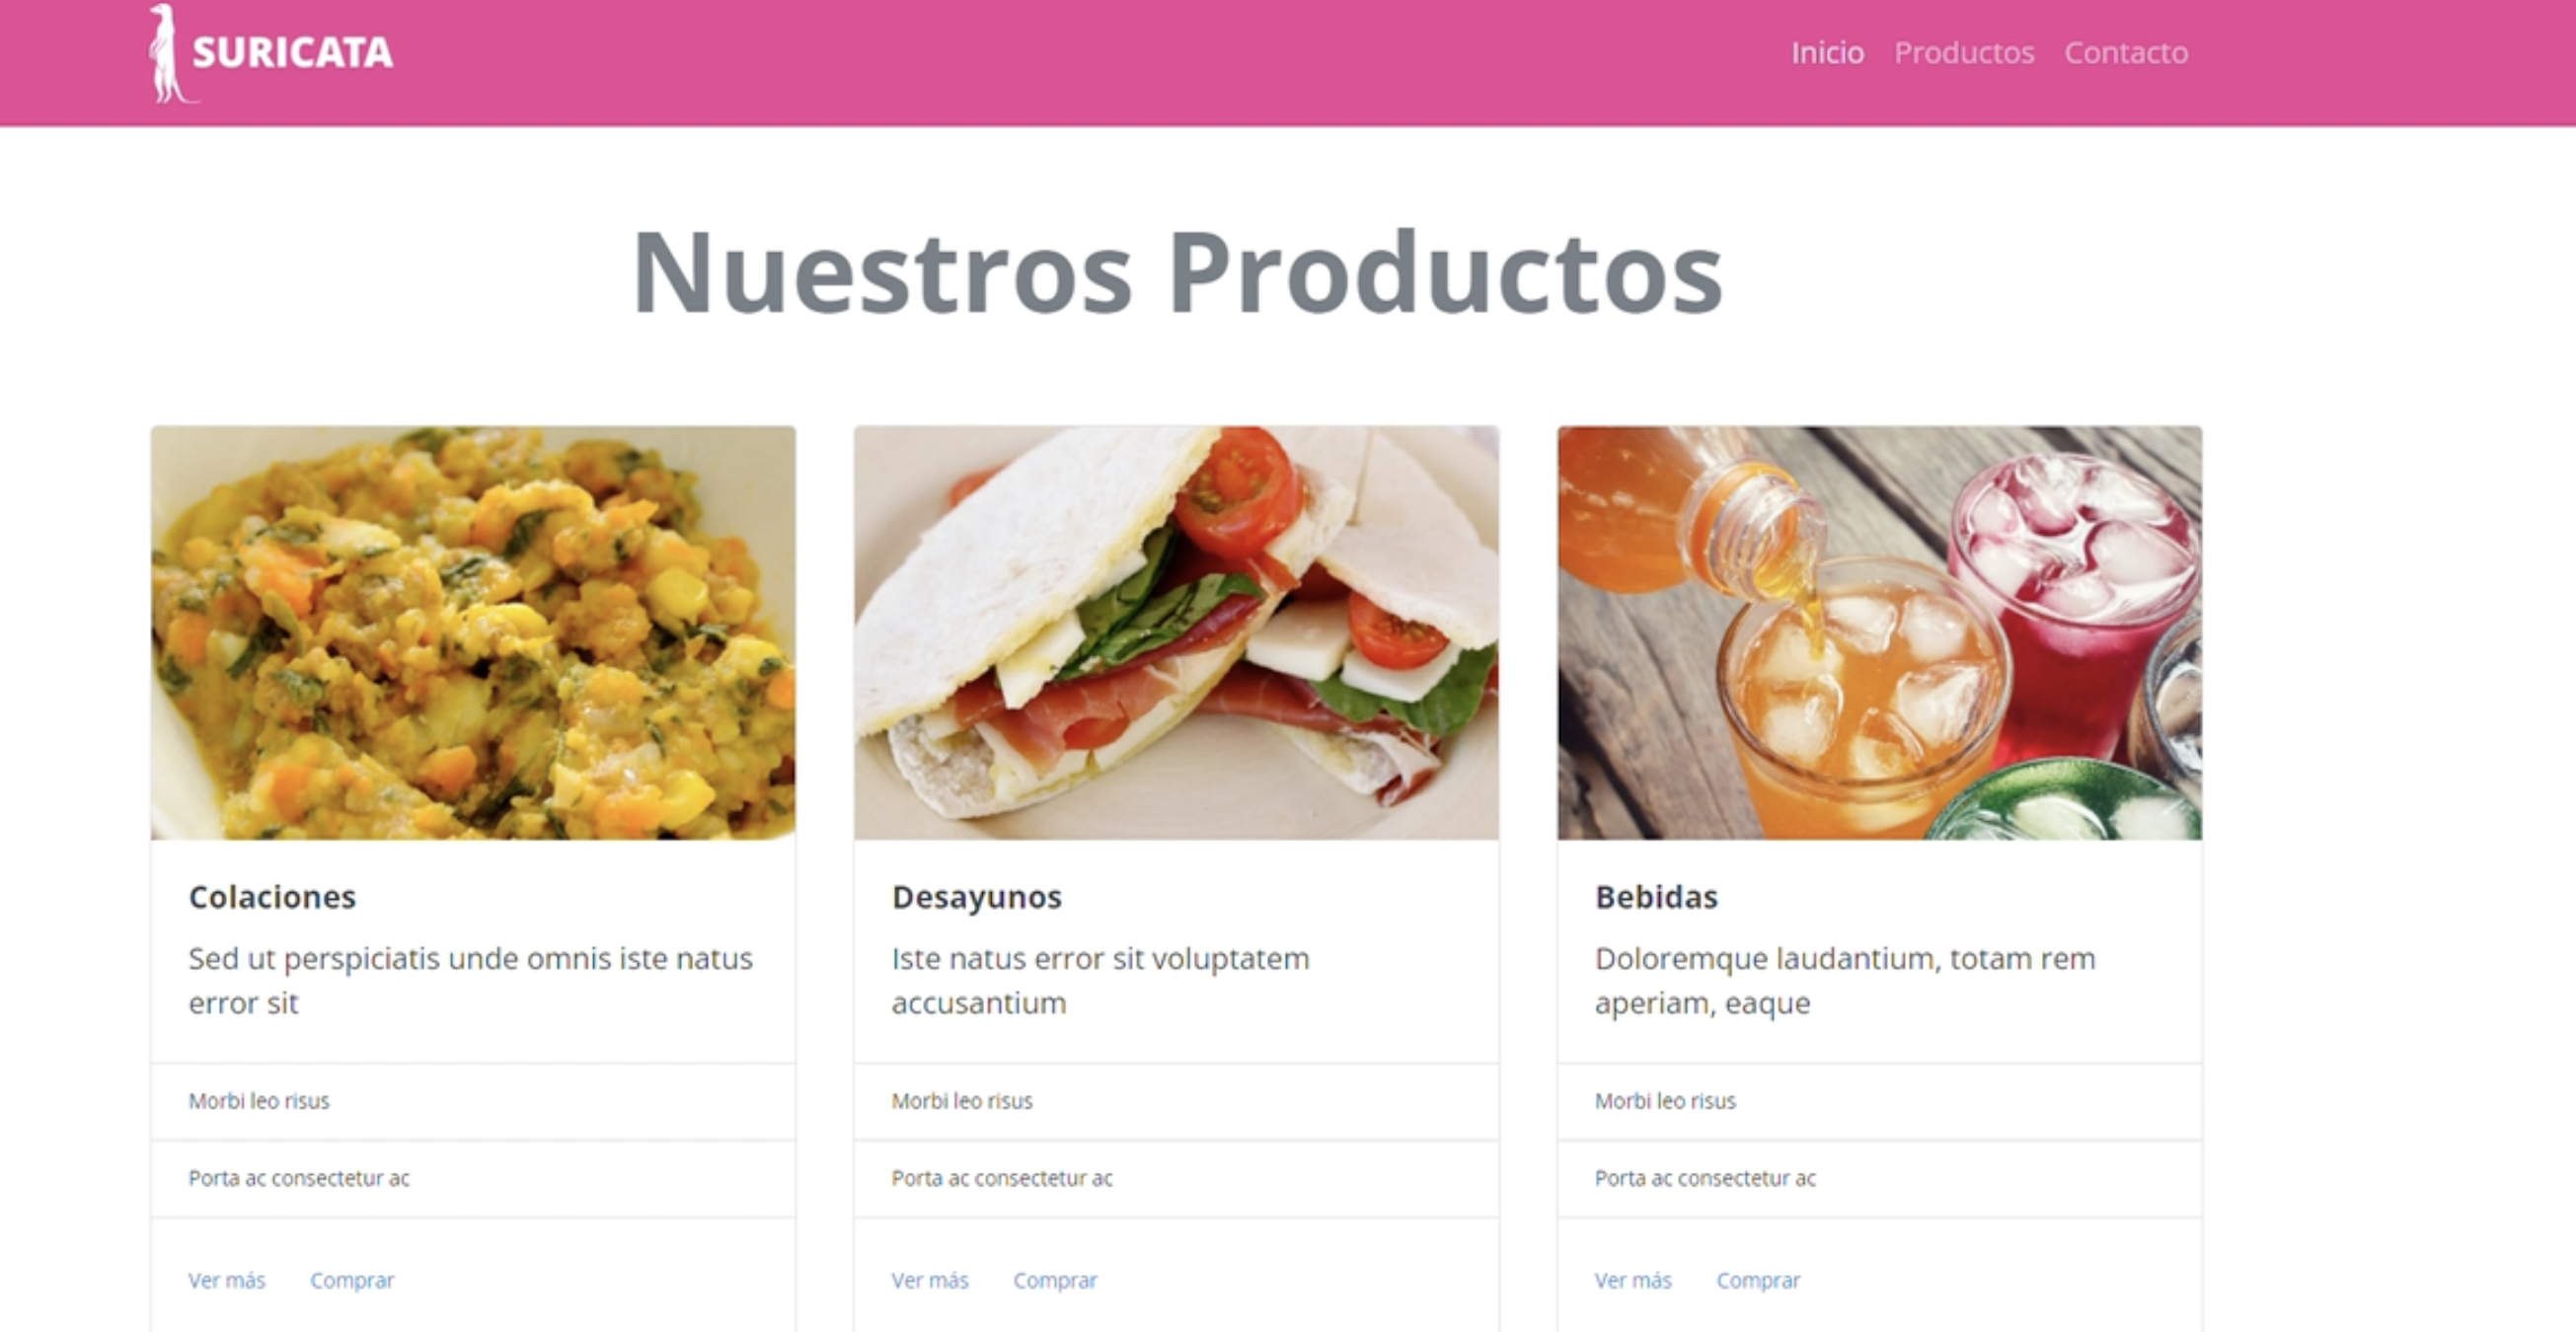 SURICATA
Inicio Productos Contacto
Nuestros Productos
Colaciones
Sed ut perspiciatis unde omnis iste natus
error sit
Morbi leo risus
Porta ac consectetur ac
Ver más Comprar
Desayunos
Iste natus error sit voluptatem
accusantium
Morbi leo risus
Porta ac consectetur ac
Ver más Comprar
Bebidas
Doloremque laudantium, totam rem
aperiam, eaque
Morbi leo risus
Porta ac consectetur ac
Ver más Comprar